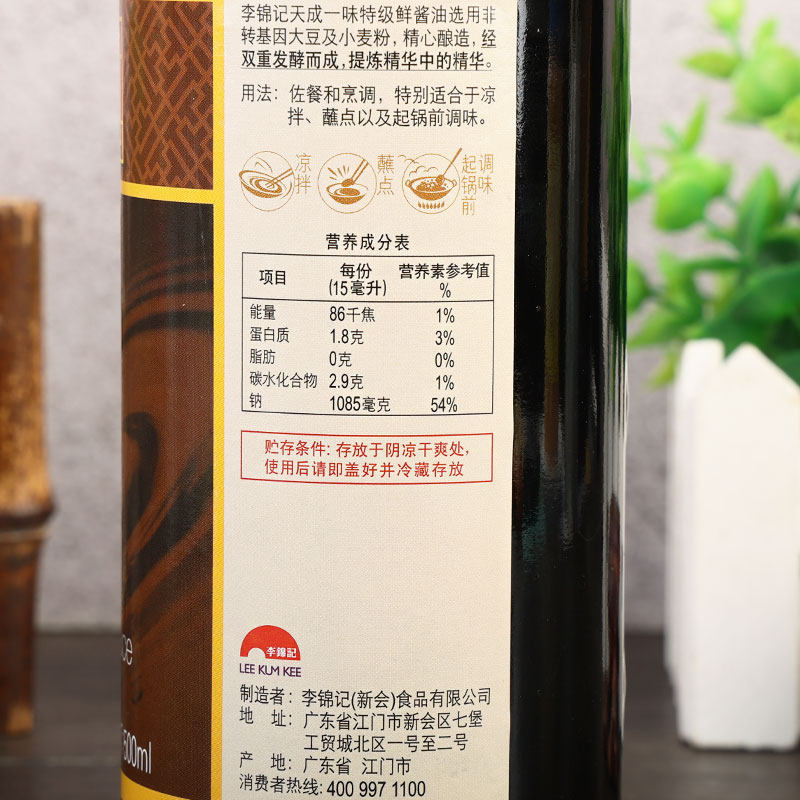 李锦记天成一味特级鲜酱油选用非
转基因大豆及小麦粉，精心酿造，经
双重发酵而成，提炼精华中的精华。
用法：佐餐和烹调，特别适合于凉
拌、蘸点以及起锅前调味。
凉拌
蘸点
起锅前调味
营养成分表
项目 每份(15毫升) 营养素参考值%
能量 86千焦 1%
蛋白质 1.8克 3%
脂肪 0克 0%
碳水化合物 2.9克 1%
钠 1085毫克 54%
贮存条件: 存放于阴凉干爽处,
使用后请即盖好并冷藏存放
李錦記
LEE KUM KEE
制造者：李锦记(新会)食品有限公司
地 址：广东省江门市新会区七堡
工贸城北区一号至二号
产 地：广东省 江门市
消费者热线: 400 997 1100
500ml